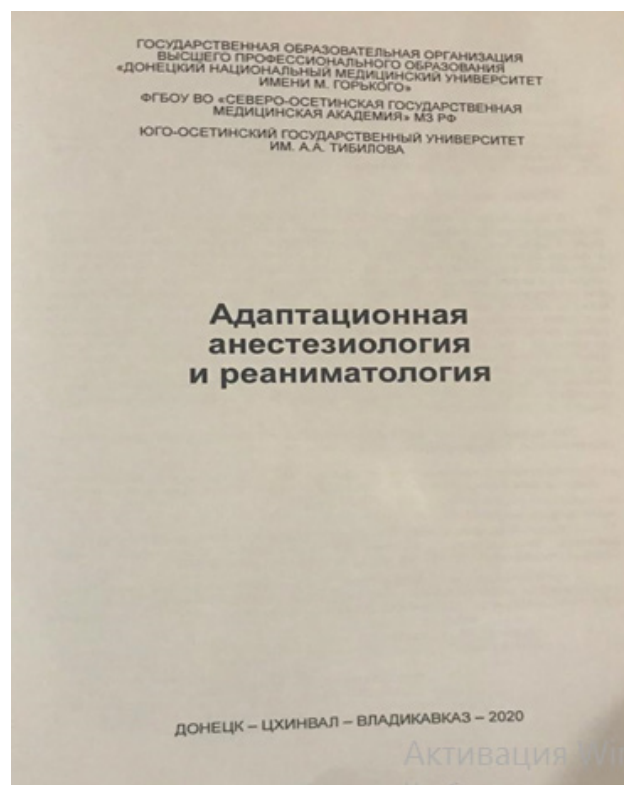 ГОСУДАРСТВЕННАЯ ОБРАЗОВАТЕЛЬНАЯ ОРГАНИЗАЦИЯ
ВЫСШЕГО ПРОФЕССИОНАЛЬНОГО ОБРАЗОВАНИЯ
«ДОНЕЦКИЙ НАЦИОНАЛЬНЫЙ МЕДИЦИНСКИЙ УНИВЕРСИТЕТ
ИМЕНИ М. ГОРЬКОГО»
ФГБОУ ВО «СЕВЕРО-ОСЕТИНСКАЯ ГОСУДАРСТВЕННАЯ
МЕДИЦИНСКАЯ АКАДЕМИЯ» МЗ РФ
ЮГО-ОСЕТИНСКИЙ ГОСУДАРСТВЕННЫЙ УНИВЕРСИТЕТ
ИМ. А.А. ТИБИЛОВА
Адаптационная
анестезиология
и реаниматология
ДОНЕЦК – ЦХИНВАЛ – ВЛАДИКАВКАЗ – 2020
Активация Wi